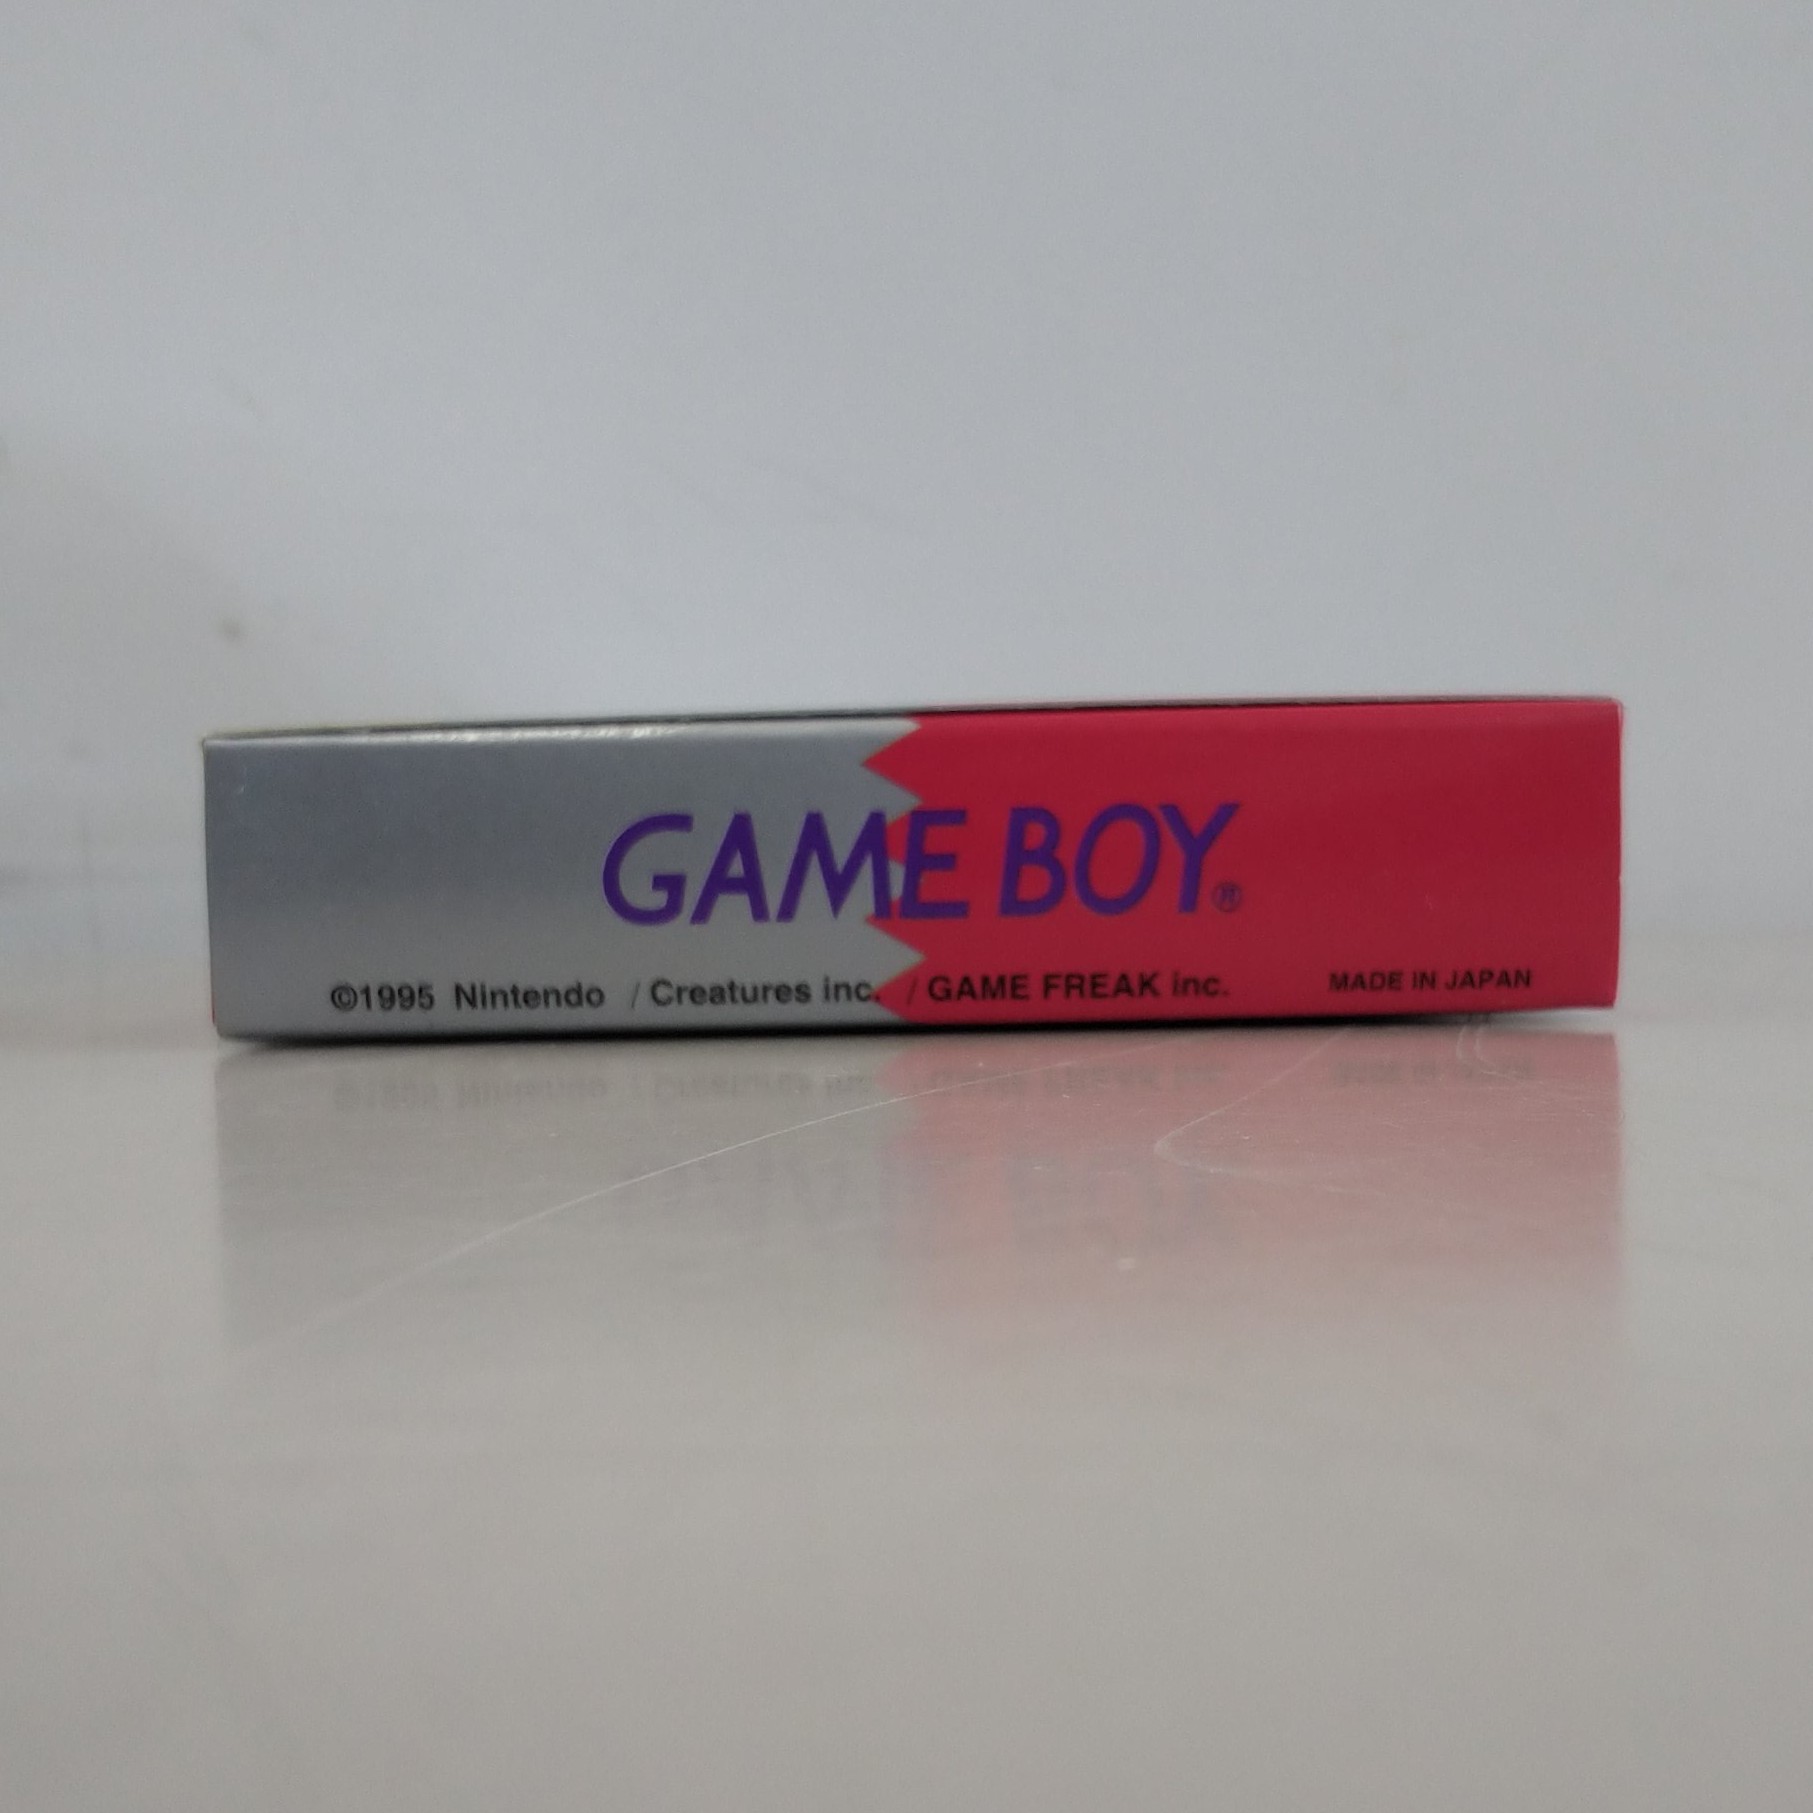 GAME BOY®
©1995 Nintendo / Creatures inc. / GAME FREAK inc. MADE IN JAPAN